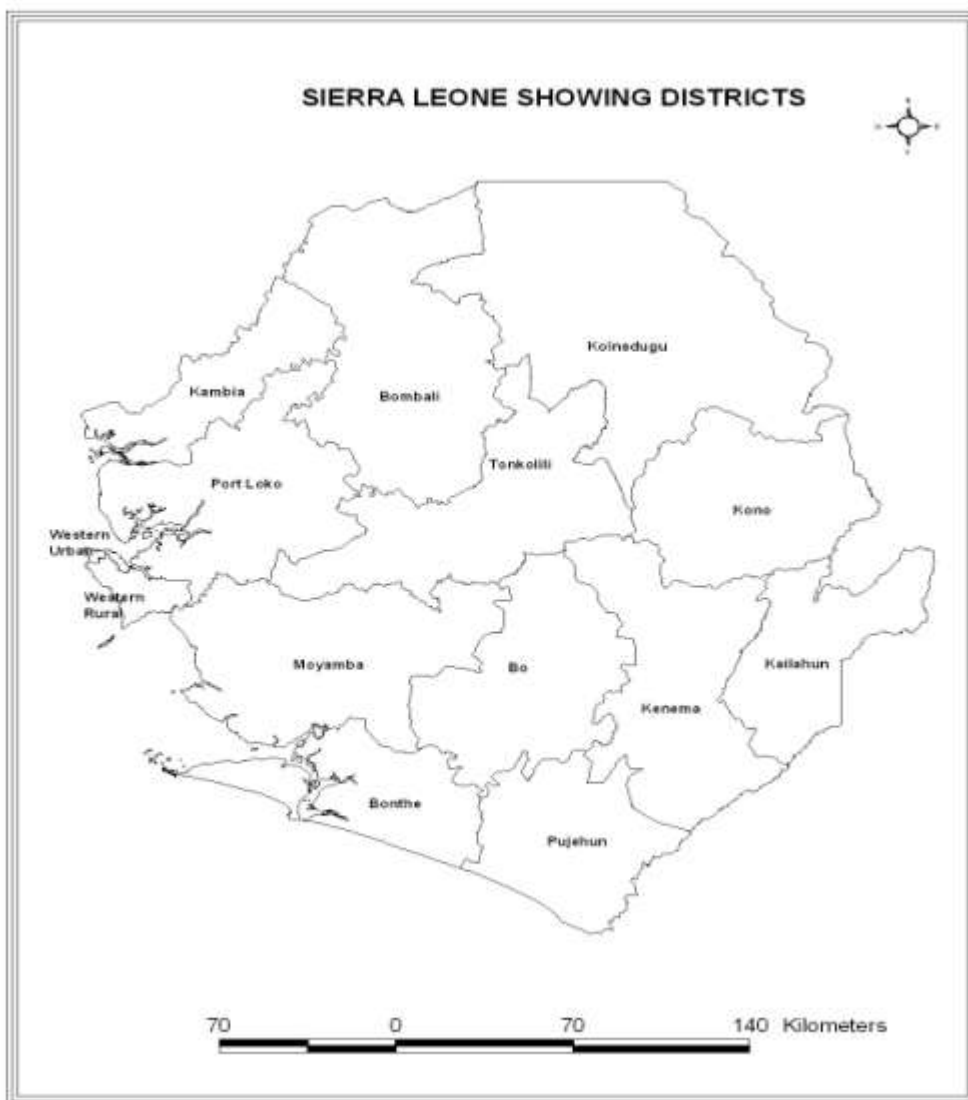 SIERRA LEONE SHOWING DISTRICTS
Koinadugu
Kambia
Bombali
Tonkolili
Port Loko
Kono
Western
Urban
Western
Rural
Moyamba
Bo
Kailahun
Kenema
Bonthe
Pujehun
70 0 70 140 Kilometers